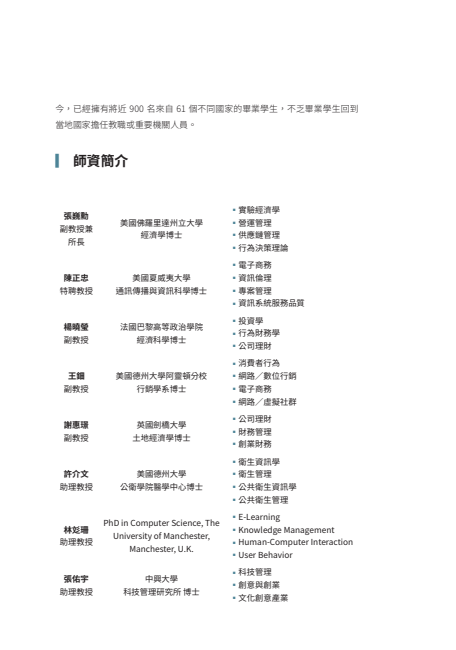 今，已經擁有將近 900 名來自 61 個不同國家的畢業學生，不乏畢業學生回到
當地國家擔任教職或重要機關人員。
師資簡介
張巍勳
副教授兼
所長
美國佛羅里達州立大學
經濟學博士
▪ 實驗經濟學
▪ 營運管理
▪ 供應鏈管理
▪ 行為決策理論
陳正忠
特聘教授
美國夏威夷大學
通訊傳播與資訊科學博士
▪ 電子商務
▪ 資訊倫理
▪ 專案管理
▪ 資訊系統服務品質
楊曉瑩
副教授
法國巴黎高等政治學院
經濟科學博士
▪ 投資學
▪ 行為財務學
▪ 公司理財
王鏑
副教授
美國德州大學阿靈頓分校
行銷學系博士
▪ 消費者行為
▪ 網路／數位行銷
▪ 電子商務
▪ 網路／虛擬社群
謝惠璟
副教授
英國劍橋大學
土地經濟學博士
▪ 公司理財
▪ 財務管理
▪ 創業財務
許介文
助理教授
美國德州大學
公衛學院醫學中心博士
▪ 衛生資訊學
▪ 衛生管理
▪ 公共衛生資訊學
▪ 公共衛生管理
林彣珊
助理教授
PhD in Computer Science, The
University of Manchester,
Manchester, U.K.
▪ E-Learning
▪ Knowledge Management
▪ Human-Computer Interaction
▪ User Behavior
張佑宇
助理教授
中興大學
科技管理研究所 博士
▪ 科技管理
▪ 創意與創業
▪ 文化創意產業